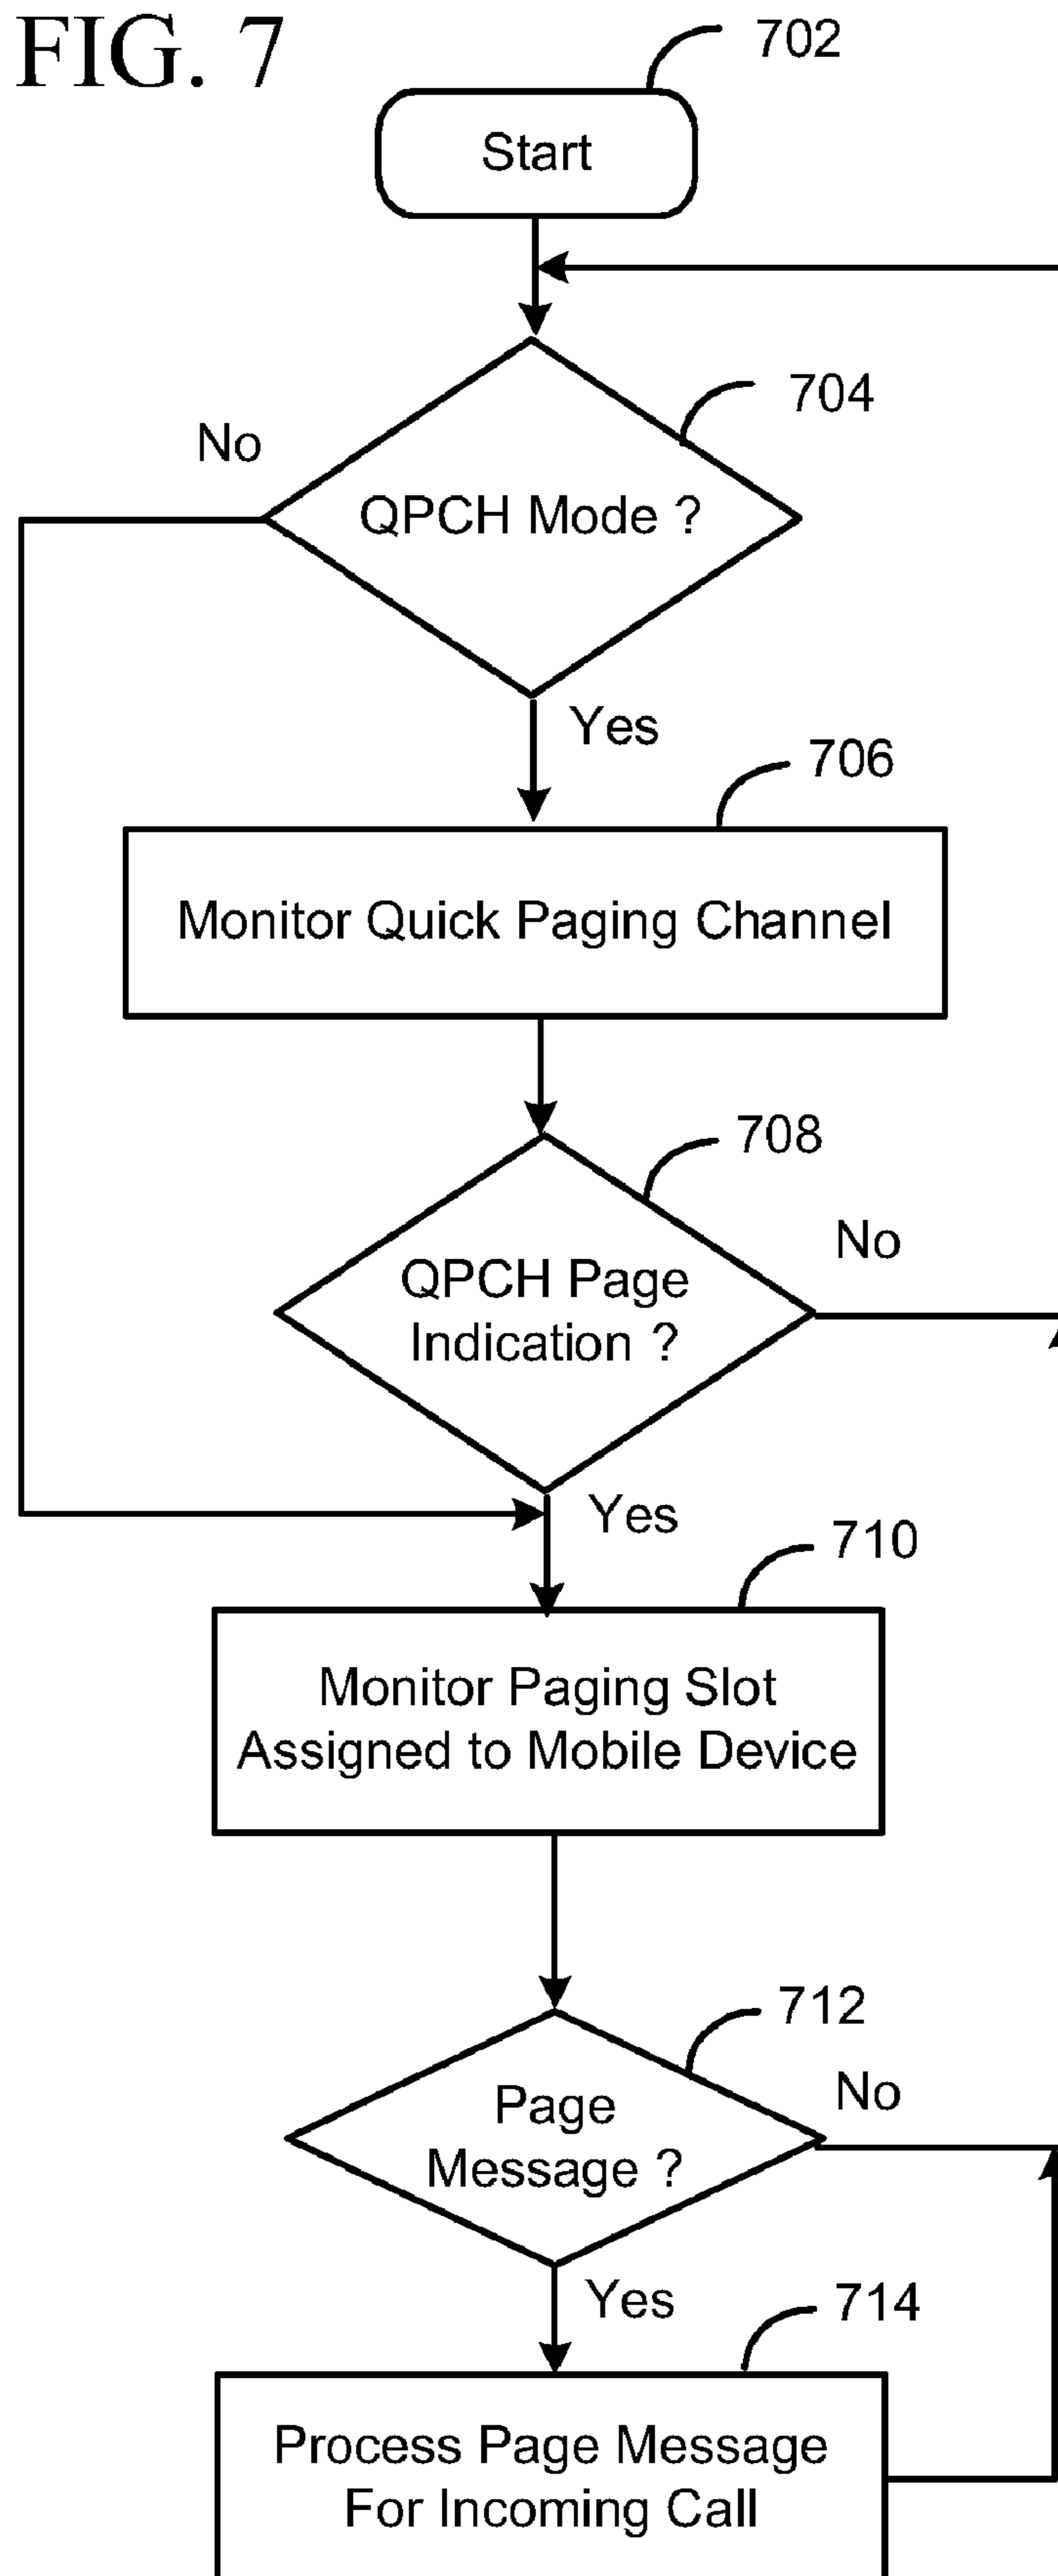 FIG. 7
702
Start
704
No
QPCH Mode ?
Yes
706
Monitor Quick Paging Channel
708
No
QPCH Page
Indication ?
Yes
710
Monitor Paging Slot
Assigned to Mobile Device
712
No
Page
Message ?
Yes
714
Process Page Message
For Incoming Call